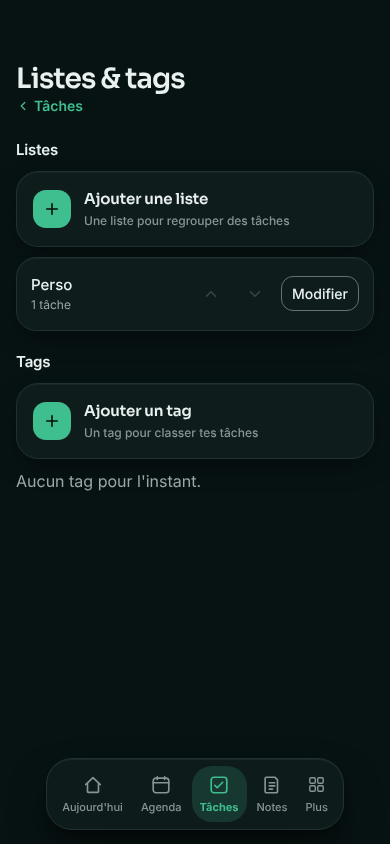 Listes & tags
Tâches
Listes
Ajouter une liste
Une liste pour regrouper des tâches
Perso
1 tâche
Modifier
Tags
Ajouter un tag
Un tag pour classer tes tâches
Aucun tag pour l'instant.
Aujourd'hui
Agenda
Tâches
Notes
Plus